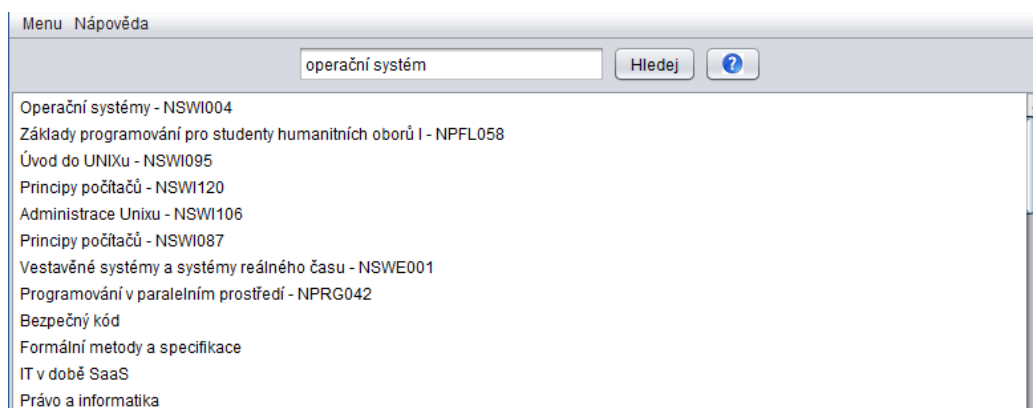 Menu Nápověda
operační systém Hledej ?
Operační systémy - NSWI004
Základy programování pro studenty humanitních oborů I - NPFL058
Úvod do UNIXu - NSWI095
Principy počítačů - NSWI120
Administrace Unixu - NSWI106
Principy počítačů - NSWI087
Vestavěné systémy a systémy reálného času - NSWE001
Programování v paralelním prostředí - NPRG042
Bezpečný kód
Formální metody a specifikace
IT v době SaaS
Právo a informatika